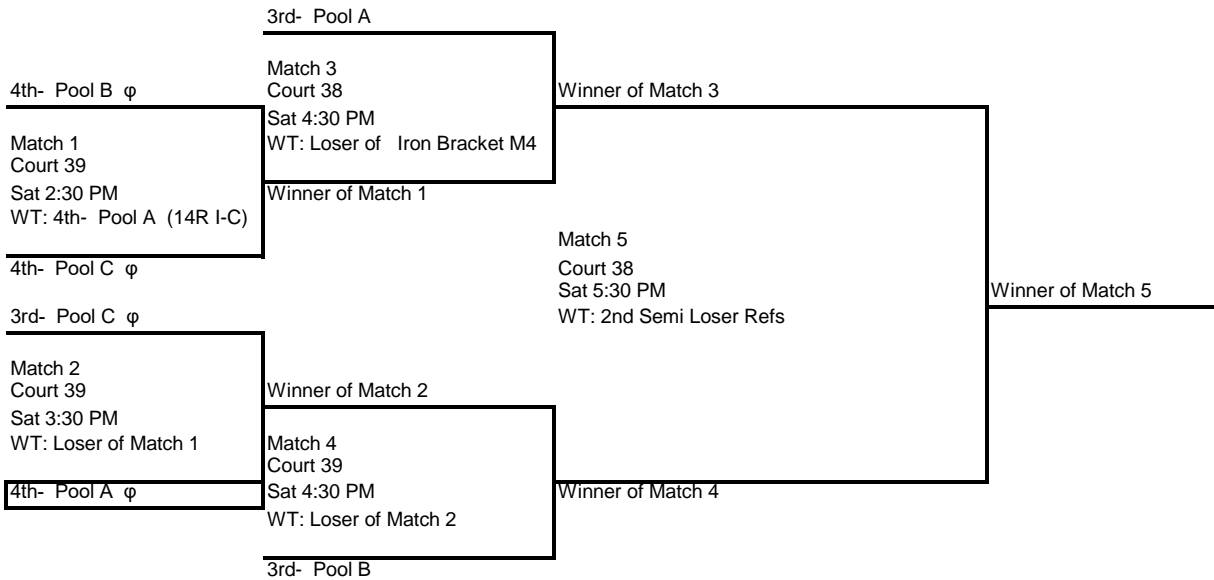 3rd- Pool A
Match 3
Court 38
Sat 4:30 PM
WT: Loser of Iron Bracket M4
4th- Pool B φ
Winner of Match 3
Match 1
Court 39
Sat 2:30 PM
WT: 4th- Pool A (14R I-C)
Winner of Match 1
4th- Pool C φ
Match 5
Court 38
Sat 5:30 PM
WT: 2nd Semi Loser Refs
Winner of Match 5
3rd- Pool C φ
Match 2
Court 39
Sat 3:30 PM
WT: Loser of Match 1
Winner of Match 2
4th- Pool A φ
Match 4
Court 39
Sat 4:30 PM
WT: Loser of Match 2
Winner of Match 4
3rd- Pool B